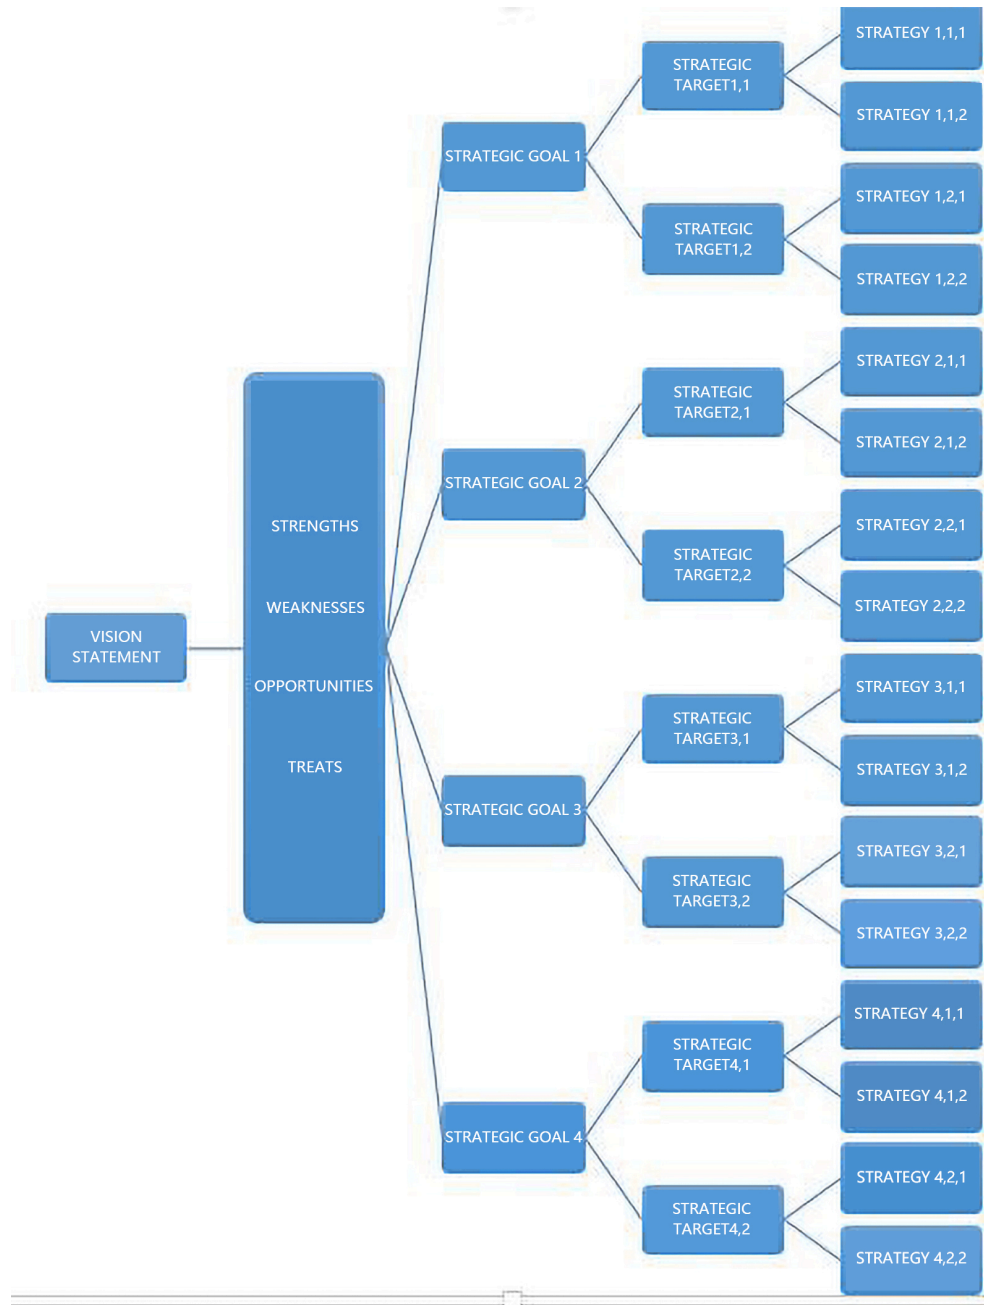 VISION
STATEMENT
STRENGTHS
WEAKNESSES
OPPORTUNITIES
TREATS
STRATEGIC GOAL 1
STRATEGIC
TARGET1,1
STRATEGY 1,1,1
STRATEGY 1,1,2
STRATEGIC
TARGET1,2
STRATEGY 1,2,1
STRATEGY 1,2,2
STRATEGIC GOAL 2
STRATEGIC
TARGET2,1
STRATEGY 2,1,1
STRATEGY 2,1,2
STRATEGIC
TARGET2,2
STRATEGY 2,2,1
STRATEGY 2,2,2
STRATEGIC GOAL 3
STRATEGIC
TARGET3,1
STRATEGY 3,1,1
STRATEGY 3,1,2
STRATEGIC
TARGET3,2
STRATEGY 3,2,1
STRATEGY 3,2,2
STRATEGIC GOAL 4
STRATEGIC
TARGET4,1
STRATEGY 4,1,1
STRATEGY 4,1,2
STRATEGIC
TARGET4,2
STRATEGY 4,2,1
STRATEGY 4,2,2